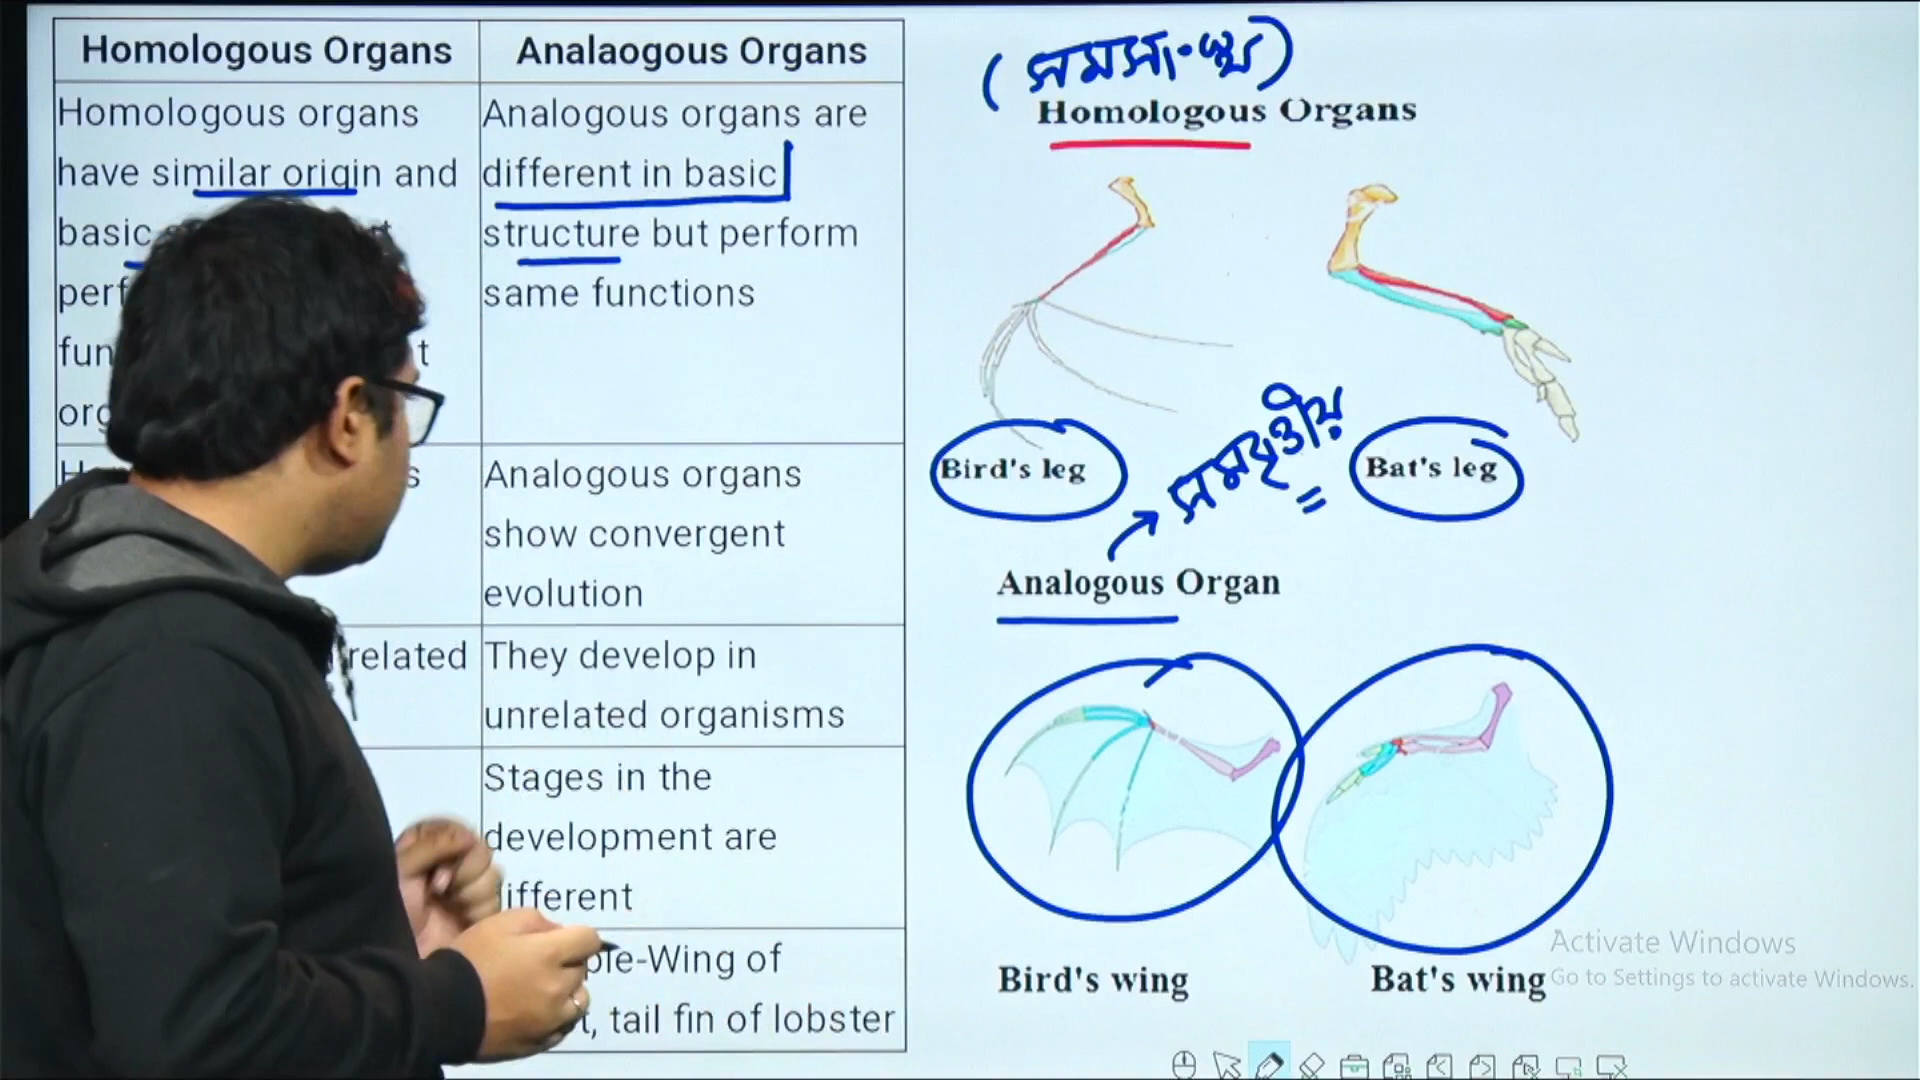 Homologous Organs
Analaogous Organs
Homologous organs
have similar origin and
basic
perf
fun t
org
Analogous organs are
different in basic
structure but perform
same functions
Analogous organs
show convergent
evolution
related
They develop in
unrelated organisms
Stages in the
development are
ifferent
ple-Wing of
t, tail fin of lobster
Homologous Organs
Bird's leg
Bat's leg
সমবৃত্তীয়
Analogous Organ
Bird's wing
Bat's wing
Activate Windows
Go to Settings to activate Windows.